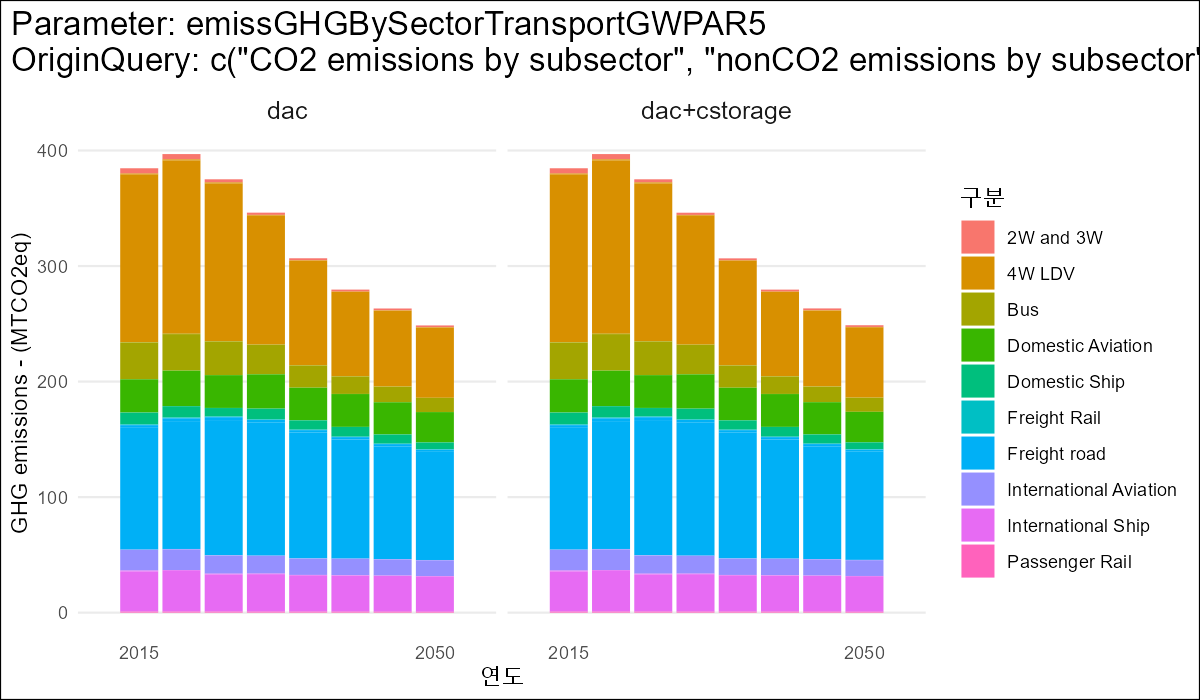 Parameter: emissGHGBySectorTransportGWPAR5
OriginQuery: c("CO2 emissions by subsector", "nonCO2 emissions by subsector"
dac
dac+cstorage
GHG emissions - (MTCO2eq)
400
300
200
100
0
2015
2050
2015
2050
연도
구분
2W and 3W
4W LDV
Bus
Domestic Aviation
Domestic Ship
Freight Rail
Freight road
International Aviation
International Ship
Passenger Rail